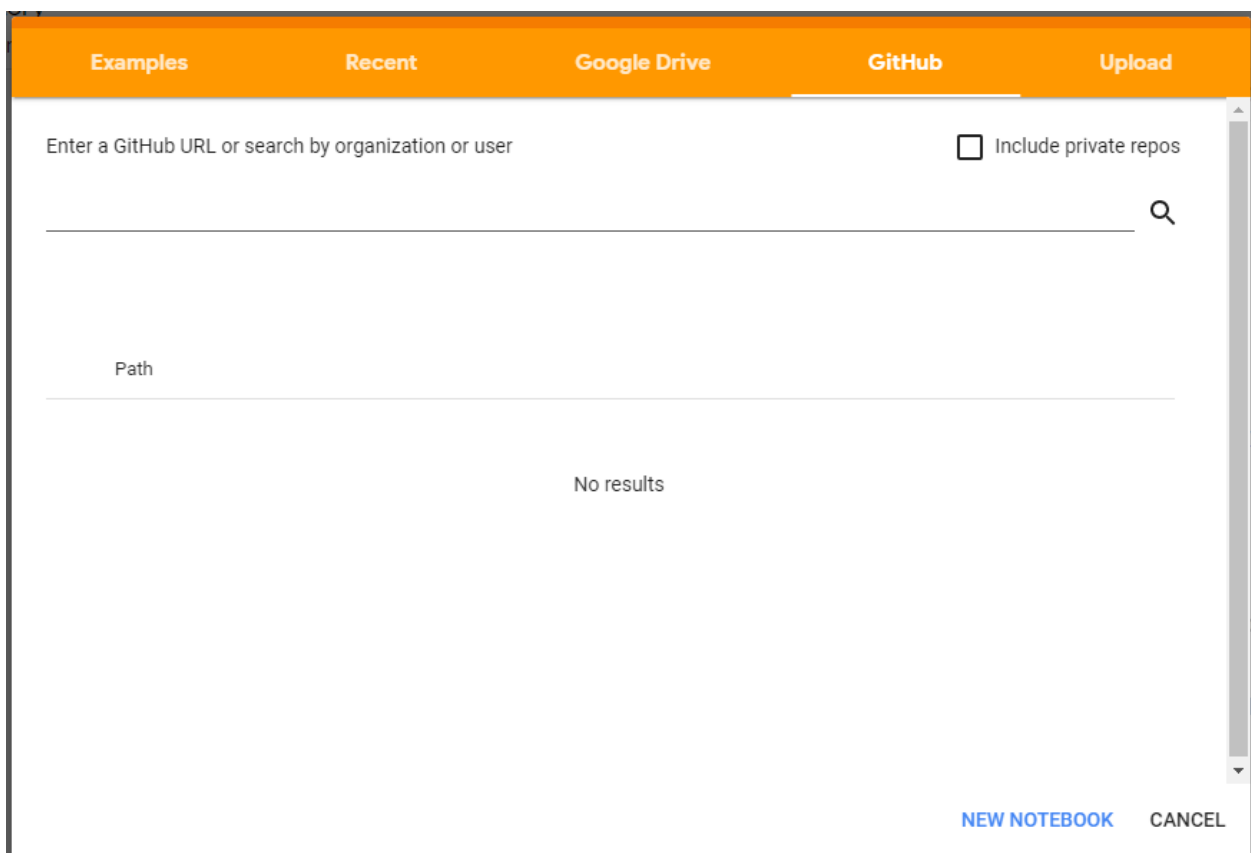 Examples Recent Google Drive GitHub Upload
Enter a GitHub URL or search by organization or user Include private repos
Path
No results
NEW NOTEBOOK CANCEL